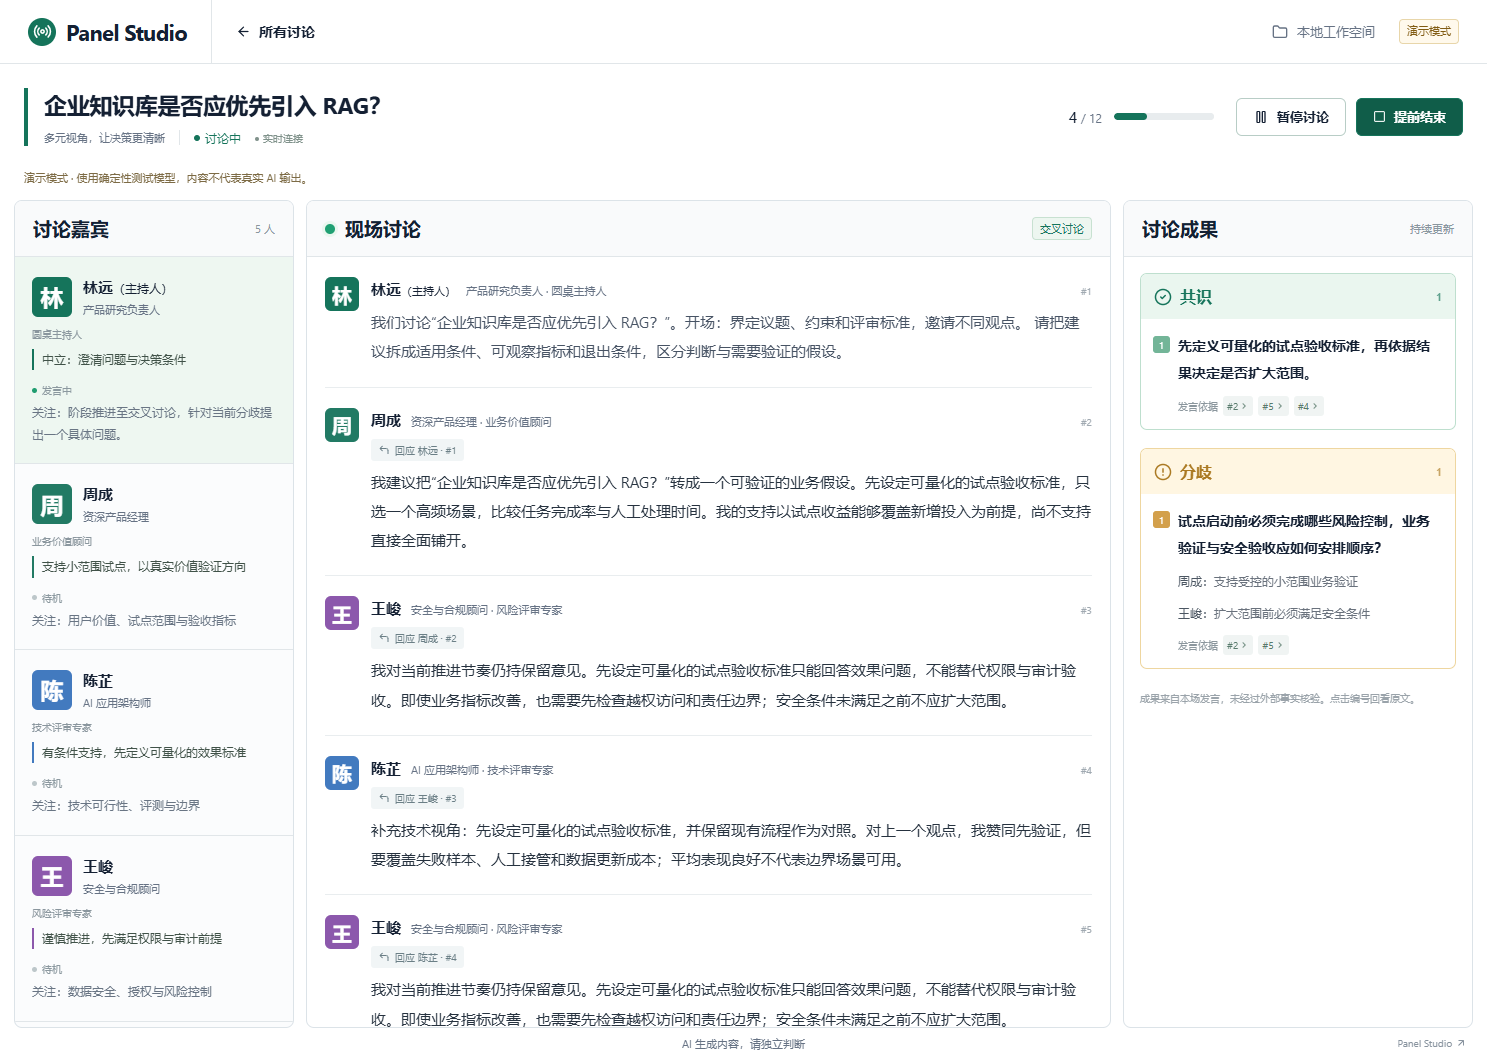 Panel Studio
← 所有讨论
本地工作空间
演示模式
企业知识库是否应优先引入 RAG?
多元视角，让决策更清晰
讨论中
实时连接
4 / 12
暂停讨论
提前结束
演示模式 · 使用确定性测试模型，内容不代表真实 AI 输出。
讨论嘉宾
5 人
林
林远（主持人）
产品研究负责人
圆桌主持人
中立：澄清问题与决策条件
发言中
关注：阶段推进至交叉讨论，针对当前分歧提
出一个具体问题。
周
周成
资深产品经理
业务价值顾问
支持小范围试点，以真实价值验证方向
待机
关注：用户价值、试点范围与验收指标
陈
陈芷
AI 应用架构师
技术评审专家
有条件支持，先定义可量化的效果标准
待机
关注：技术可行性、评测与边界
王
王峻
安全与合规顾问
风险评审专家
谨慎推进，先满足权限与审计前提
待机
关注：数据安全、授权与风险控制
现场讨论
交叉讨论
林
林远（主持人） 产品研究负责人 · 圆桌主持人
#1
我们讨论“企业知识库是否应优先引入 RAG？”。开场：界定议题、约束和评审标准，邀请不同观点。 请把建
议拆成适用条件、可观察指标和退出条件，区分判断与需要验证的假设。
周
周成 资深产品经理 · 业务价值顾问
#2
回应 林远 · #1
我建议把“企业知识库是否应优先引入 RAG？”转成一个可验证的业务假设。先设定可量化的试点验收标准，只
选一个高频场景，比较任务完成率与人工处理时间。我的支持以试点收益能够覆盖新增投入为前提，尚不支持
直接全面铺开。
王
王峻 安全与合规顾问 · 风险评审专家
#3
回应 周成 · #2
我对当前推进节奏仍持保留意见。先设定可量化的试点验收标准只能回答效果问题，不能替代权限与审计验
收。即使业务指标改善，也需要先检查越权访问和责任边界；安全条件未满足之前不应扩大范围。
陈
陈芷 AI 应用架构师 · 技术评审专家
#4
回应 王峻 · #3
补充技术视角：先设定可量化的试点验收标准，并保留现有流程作为对照。对上一个观点，我赞同先验证，但
要覆盖失败样本、人工接管和数据更新成本；平均表现良好不代表边界场景可用。
王
王峻 安全与合规顾问 · 风险评审专家
#5
回应 陈芷 · #4
我对当前推进节奏仍持保留意见。先设定可量化的试点验收标准只能回答效果问题，不能替代权限与审计验
收。即使业务指标改善，也需要先检查越权访问和责任边界；安全条件未满足之前不应扩大范围。
讨论成果
持续更新
共识
1
1 先定义可量化的试点验收标准，再依据结
果决定是否扩大范围。
发言依据 #2 > #5 > #4 >
分歧
1
1 试点启动前必须完成哪些风险控制，业务
验证与安全验收应如何安排顺序？
周成：支持受控的小范围业务验证
王峻：扩大范围前必须满足安全条件
发言依据 #2 > #5 >
成果来自本场发言，未经过外部事实核验。点击编号回看原文。
AI 生成内容，请独立判断
Panel Studio ↗